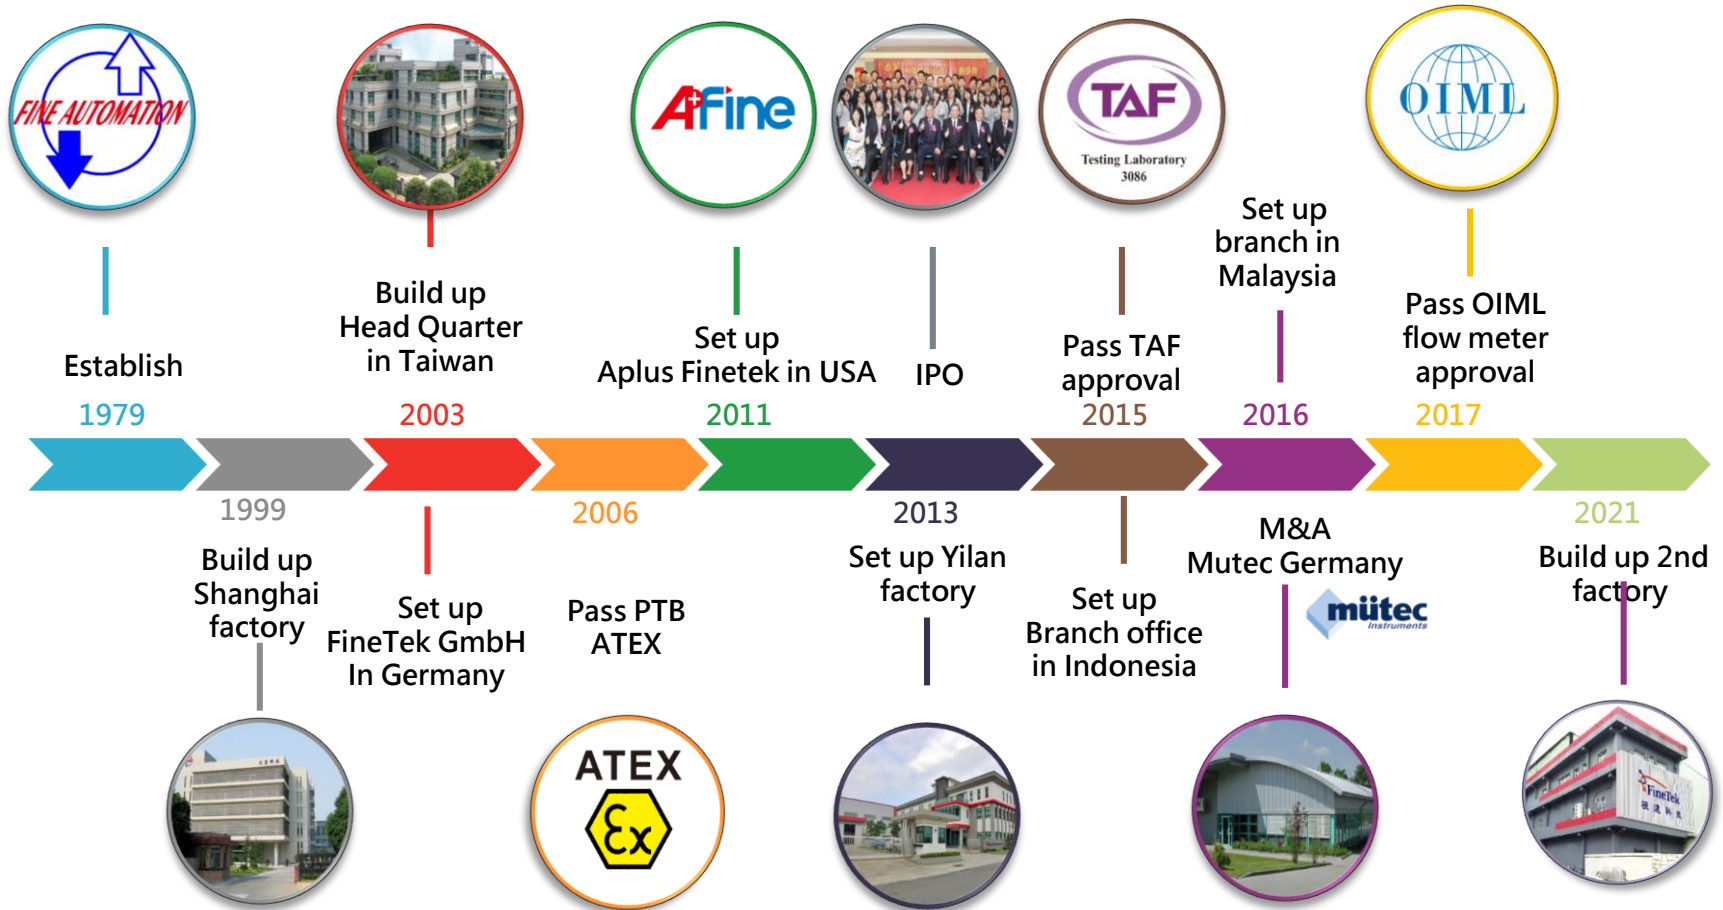 FINE AUTOMATION
A+Fine
TAF
Testing Laboratory
3086
OIML
Establish
1979
Build up
Head Quarter
in Taiwan
2003
Set up
Aplus Finetek in USA
2011
IPO
Pass TAF
approval
2015
Set up
branch in
Malaysia
2016
Pass OIML
flow meter
approval
2017
1999
Build up
Shanghai
factory
Set up
FineTek GmbH
In Germany
2006
Pass PTB
ATEX
ATEX
Ex
2013
Set up Yilan
factory
Set up
Branch office
in Indonesia
M&A
Mutec Germany
mütec
Instruments
2021
Build up 2nd
factory
FineTek